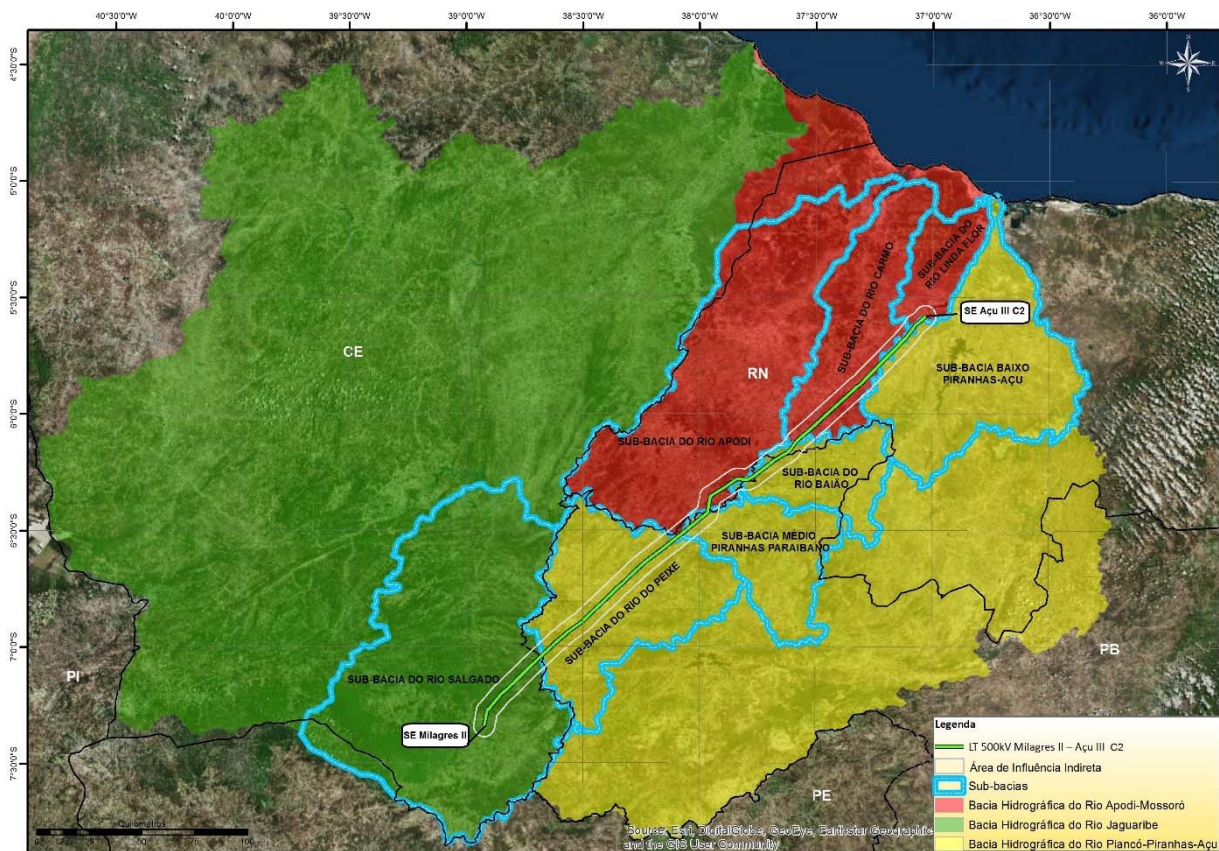 40°30'0"W
40°0'0"W
39°30'0"W
39°0'0"W
38°30'0"W
38°0'0"W
37°30'0"W
37°0'0"W
36°30'0"W
36°0'0"W
4°30'0"S
5°0'0"S
5°30'0"S
6°0'0"S
6°30'0"S
7°0'0"S
7°30'0"S
N
W
E
S
SUB-BACIA DO
RIO LINDA FLOR
SUB-BACIA DO RIO CARMO
SE Açu III C2
CE
RN
SUB-BACIA BAIXO
PIRANHAS-AÇU
SUB-BACIA DO RIO APODI
SUB-BACIA DO
RIO BAIÃO
SUB-BACIA MÉDIO
PIRANHAS PARAIBANO
SUB-BACIA DO RIO DO PEIXE
PB
PI
SUB-BACIA DO RIO SALGADO
SE Milagres II
PE
Legenda
LT 500kV Milagres II – Açu III C2
Área de Influência Indireta
Sub-bacias
Bacia Hidrográfica do Rio Apodi-Mossoró
Bacia Hidrográfica do Rio Jaguaribe
Bacia Hidrográfica do Rio Piancó-Piranhas-Açu
Quilometros
100
Source: Esri, DigitalGlobe, GeoEye, Earthstar Geographic
and the GIS User Community